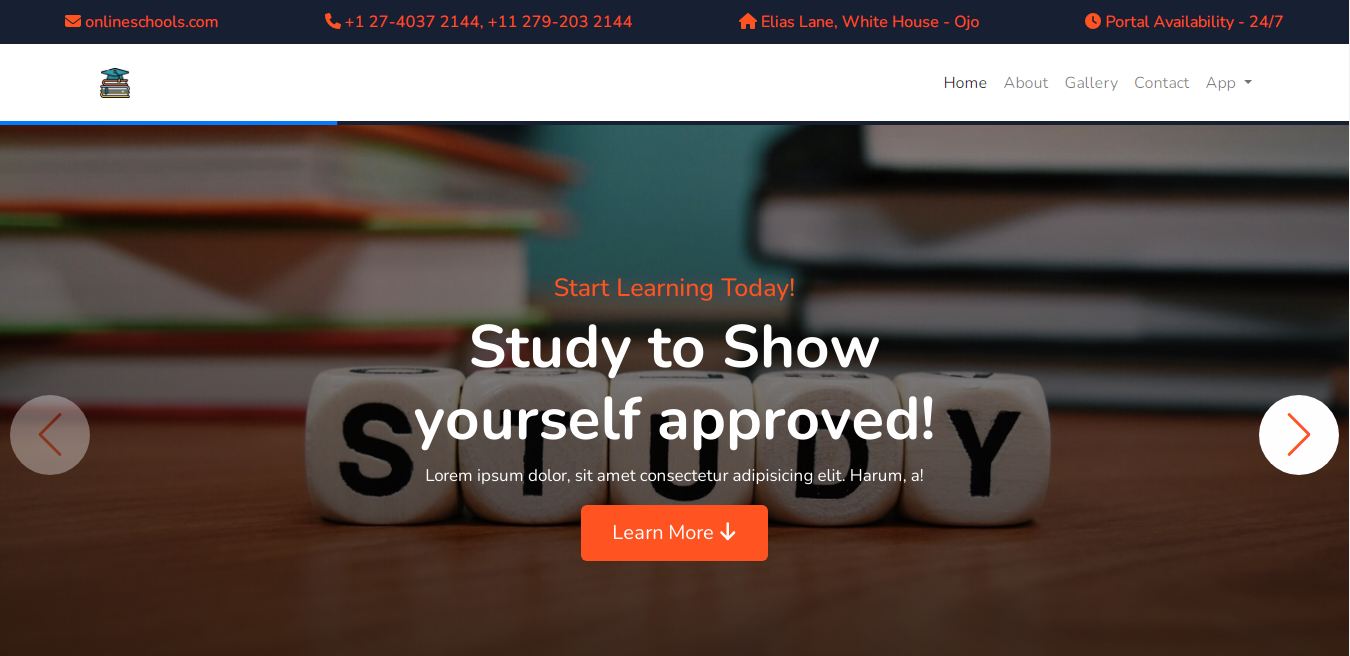 onlineschools.com
+1 27-4037 2144, +11 279-203 2144
Elias Lane, White House - Ojo
Portal Availability - 24/7
Home
About
Gallery
Contact
App
Start Learning Today!
Study to Show
yourself approved!
STUDY
Lorem ipsum dolor, sit amet consectetur adipisicing elit. Harum, a!
Learn More